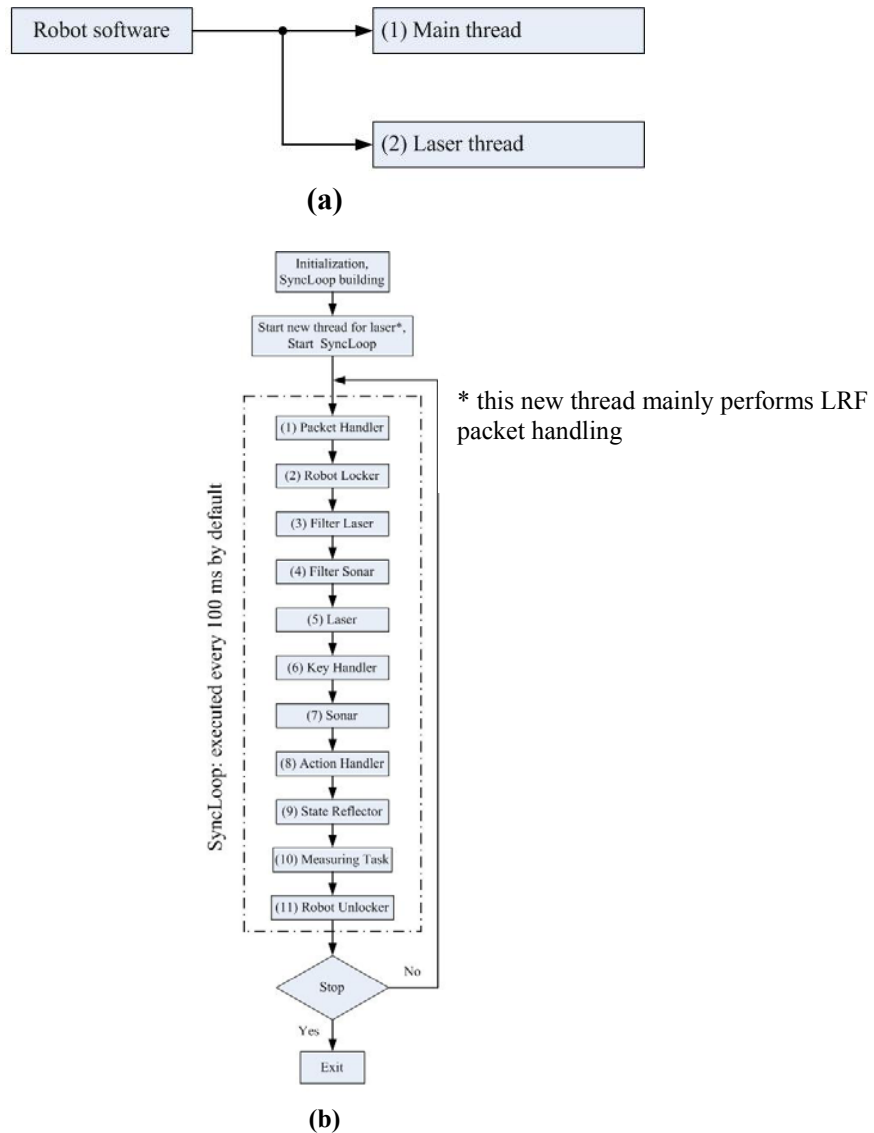 Robot software
(1) Main thread
(2) Laser thread
(a)
Initialization,
SyncLoop building
Start new thread for laser*,
Start SyncLoop
* this new thread mainly performs LRF
packet handling
SyncLoop: executed every 100 ms by default
(1) Packet Handler
(2) Robot Locker
(3) Filter Laser
(4) Filter Sonar
(5) Laser
(6) Key Handler
(7) Sonar
(8) Action Handler
(9) State Reflector
(10) Measuring Task
(11) Robot Unlocker
Stop
No
Yes
Exit
(b)